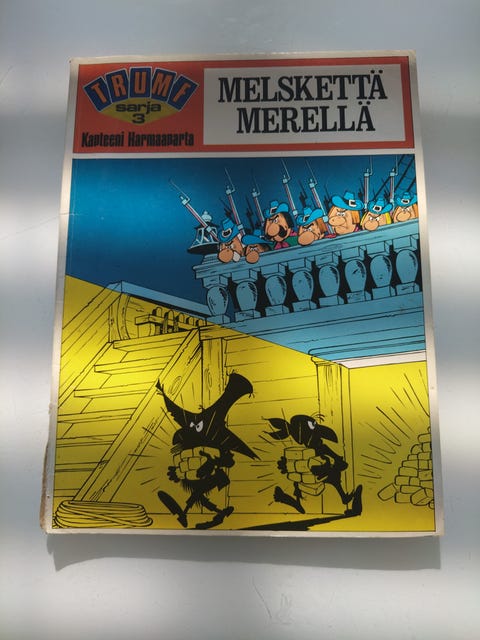 TRUMF
sarja
3
Kapteeni Harmaaparta
MELSKETTÄ
MERELLÄ